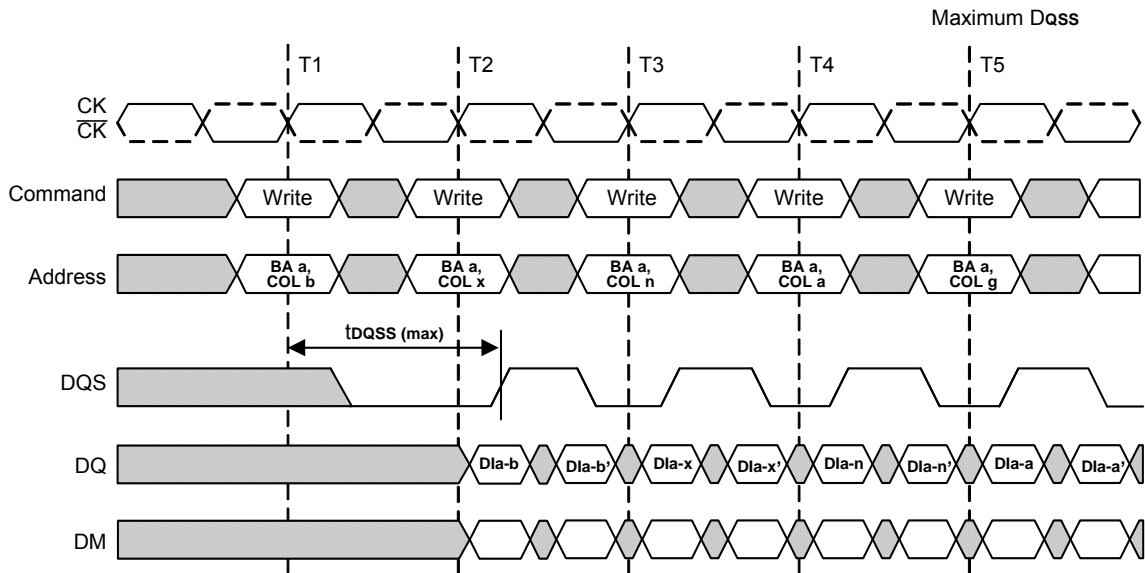 Maximum DQSS
T1 T2 T3 T4 T5
CK
CK
Command Write Write Write Write Write
Address
BA a, COL b
BA a, COL x
BA a, COL n
BA a, COL a
BA a, COL g
tDQSS (max)
DQS
DQ DIa-b DIa-b’ DIa-x DIa-x’ DIa-n DIa-n’ DIa-a DIa-a’
DM